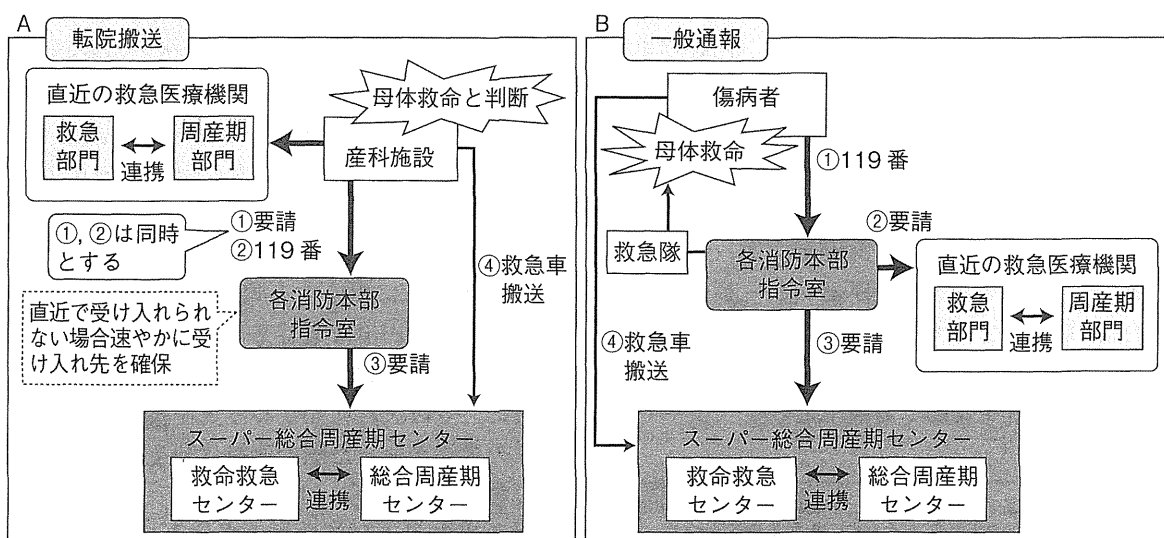 A
転院搬送
直近の救急医療機関
救急
部門
連携
周産期
部門
母体救命と判断
産科施設
①, ②は同時
とする
①要請
②119番
④救急車
搬送
直近で受け入れられ
ない場合速やかに受
け入れ先を確保
各消防本部
指令室
③要請
スーパー総合周産期センター
救命救急
センター
連携
総合周産期
センター
B
一般通報
傷病者
母体救命
①119番
②要請
救急隊
各消防本部
指令室
直近の救急医療機関
救急
部門
連携
周産期
部門
④救急車
搬送
③要請
スーパー総合周産期センター
救命救急
センター
連携
総合周産期
センター